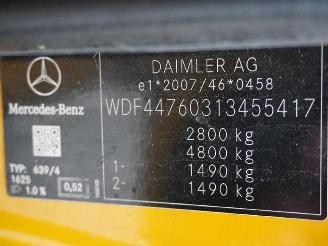 Mercedes-Benz
TYP: 639/4
1625
1.0 %
0,52
DAIMLER AG
e1*2007/46*0458
WDF44760313455417
2800 kg
4800 kg
1- 1490 kg
2- 1490 kg